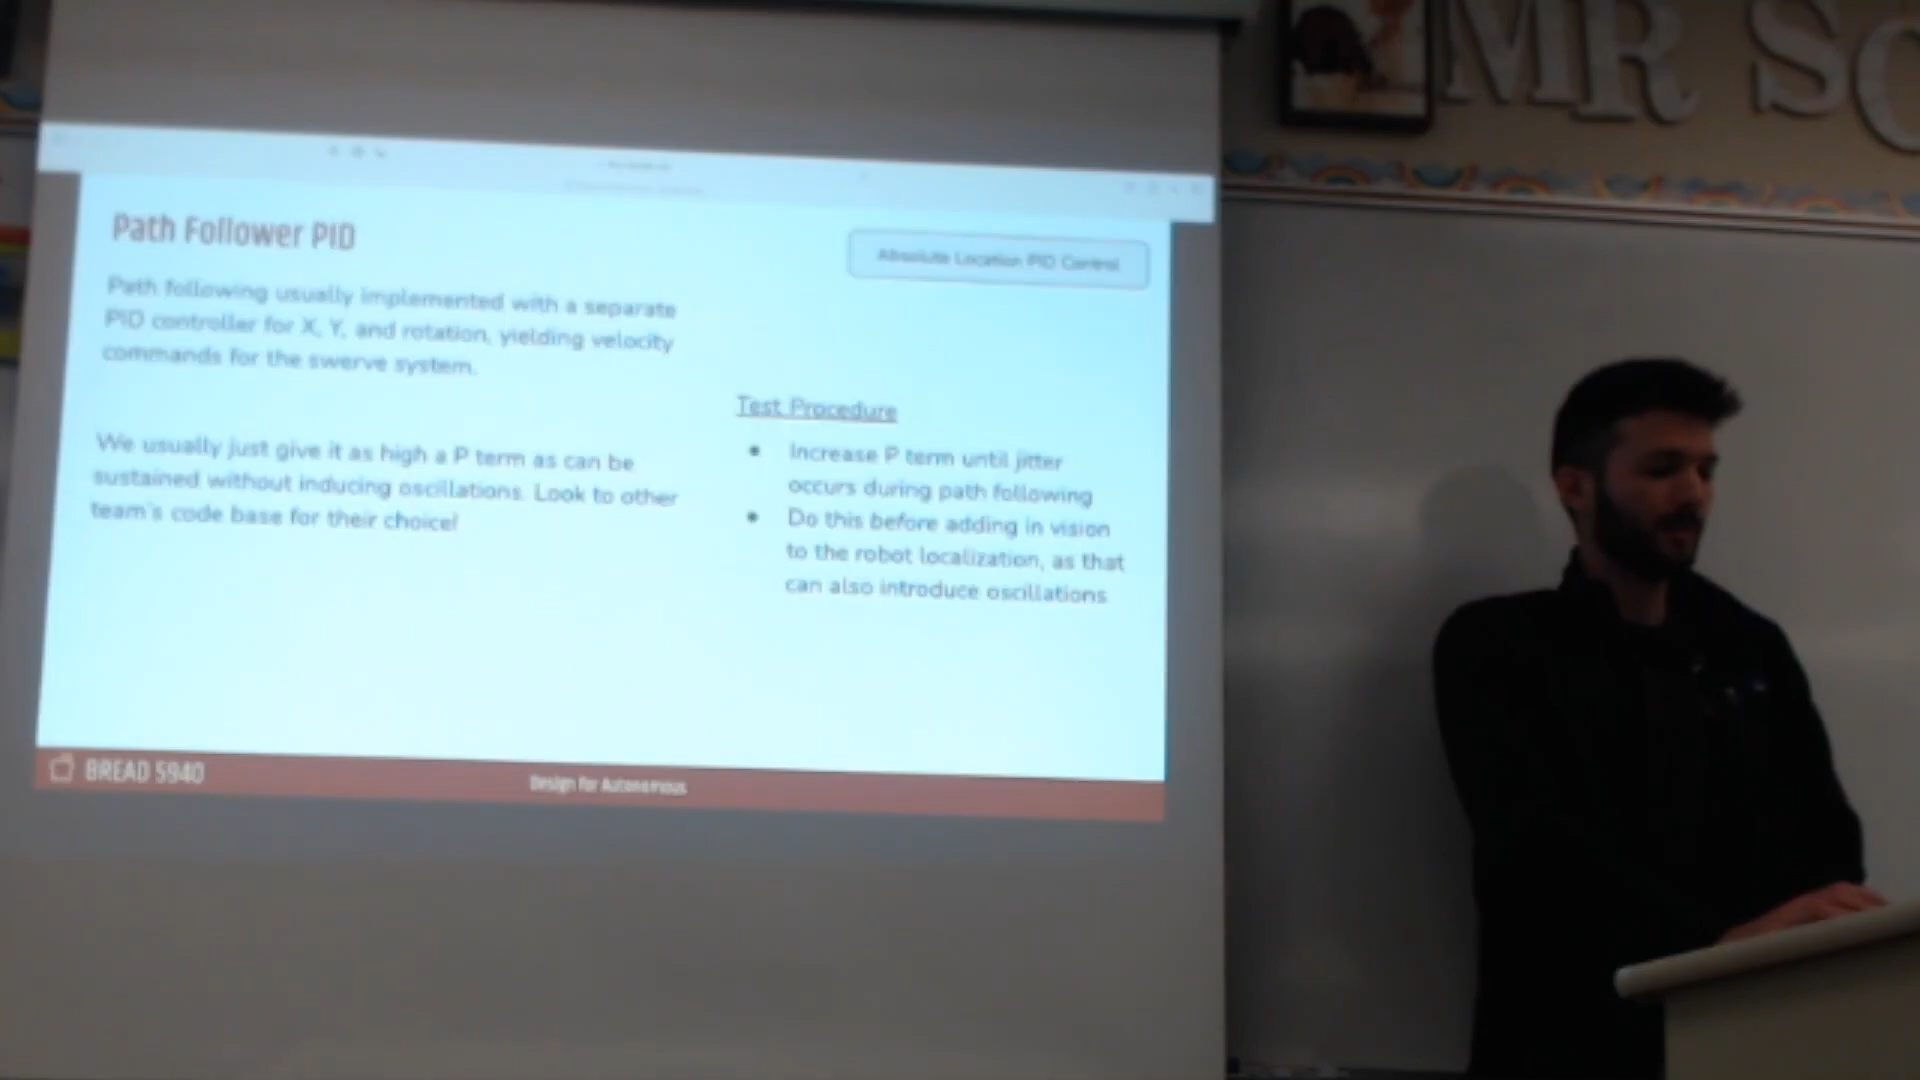 MR SC
Path Follower PID
Absolute Location PID Control
Path following usually implemented with a separate
PID controller for X, Y, and rotation, yielding velocity
commands for the swerve system.
We usually just give it as high a P term as can be
sustained without inducing oscillations. Look to other
team's code base for their choice!
Test Procedure
● Increase P term until jitter
occurs during path following
● Do this before adding in vision
to the robot localization, as that
can also introduce oscillations
BREAD 5940
Design for Autonomous